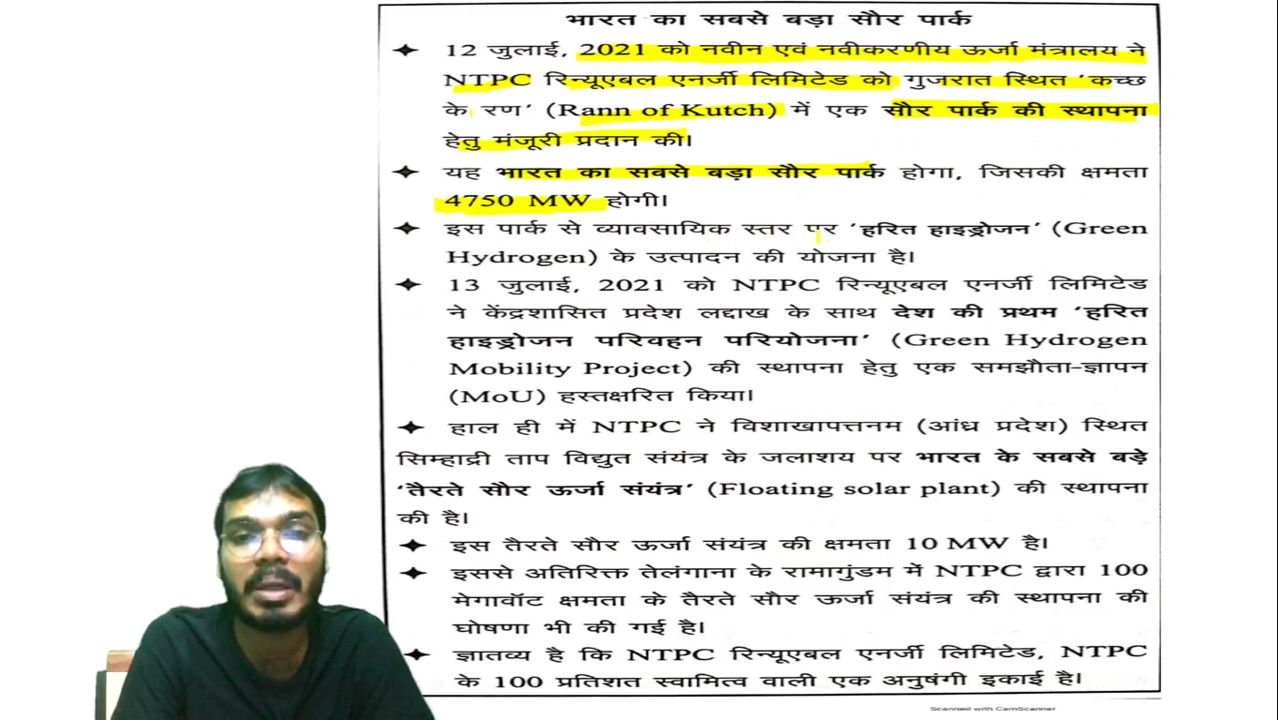 भारत का सबसे बड़ा सौर पार्क
12 जुलाई, 2021 को नवीन एवं नवीकरणीय ऊर्जा मंत्रालय ने
NTPC रिन्यूएबल एनर्जी लिमिटेड को गुजरात स्थित ‘कच्छ
के रण’ (Rann of Kutch) में एक सौर पार्क की स्थापना
हेतु मंजूरी प्रदान की।
यह भारत का सबसे बड़ा सौर पार्क होगा, जिसकी क्षमता
4750 MW होगी।
इस पार्क से व्यावसायिक स्तर पर ‘हरित हाइड्रोजन’ (Green
Hydrogen) के उत्पादन की योजना है।
13 जुलाई, 2021 को NTPC रिन्यूएबल एनर्जी लिमिटेड
ने केंद्रशासित प्रदेश लद्दाख के साथ देश की प्रथम ‘हरित
हाइड्रोजन परिवहन परियोजना’ (Green Hydrogen
Mobility Project) की स्थापना हेतु एक समझौता-ज्ञापन
(MoU) हस्तक्षरित किया।
हाल ही में NTPC ने विशाखापत्तनम (आंध्र प्रदेश) स्थित
सिम्हाद्री ताप विद्युत संयंत्र के जलाशय पर भारत के सबसे बड़े
‘तैरते सौर ऊर्जा संयंत्र’ (Floating solar plant) की स्थापना
की है।
इस तैरते सौर ऊर्जा संयंत्र की क्षमता 10 MW है।
इससे अतिरिक्त तेलंगाना के रामागुंडम में NTPC द्वारा 100
मेगावॉट क्षमता के तैरते सौर ऊर्जा संयंत्र की स्थापना की
घोषणा भी की गई है।
ज्ञातव्य है कि NTPC रिन्यूएबल एनर्जी लिमिटेड, NTPC
के 100 प्रतिशत स्वामित्व वाली एक अनुषंगी इकाई है।
Scanned with CamScanner